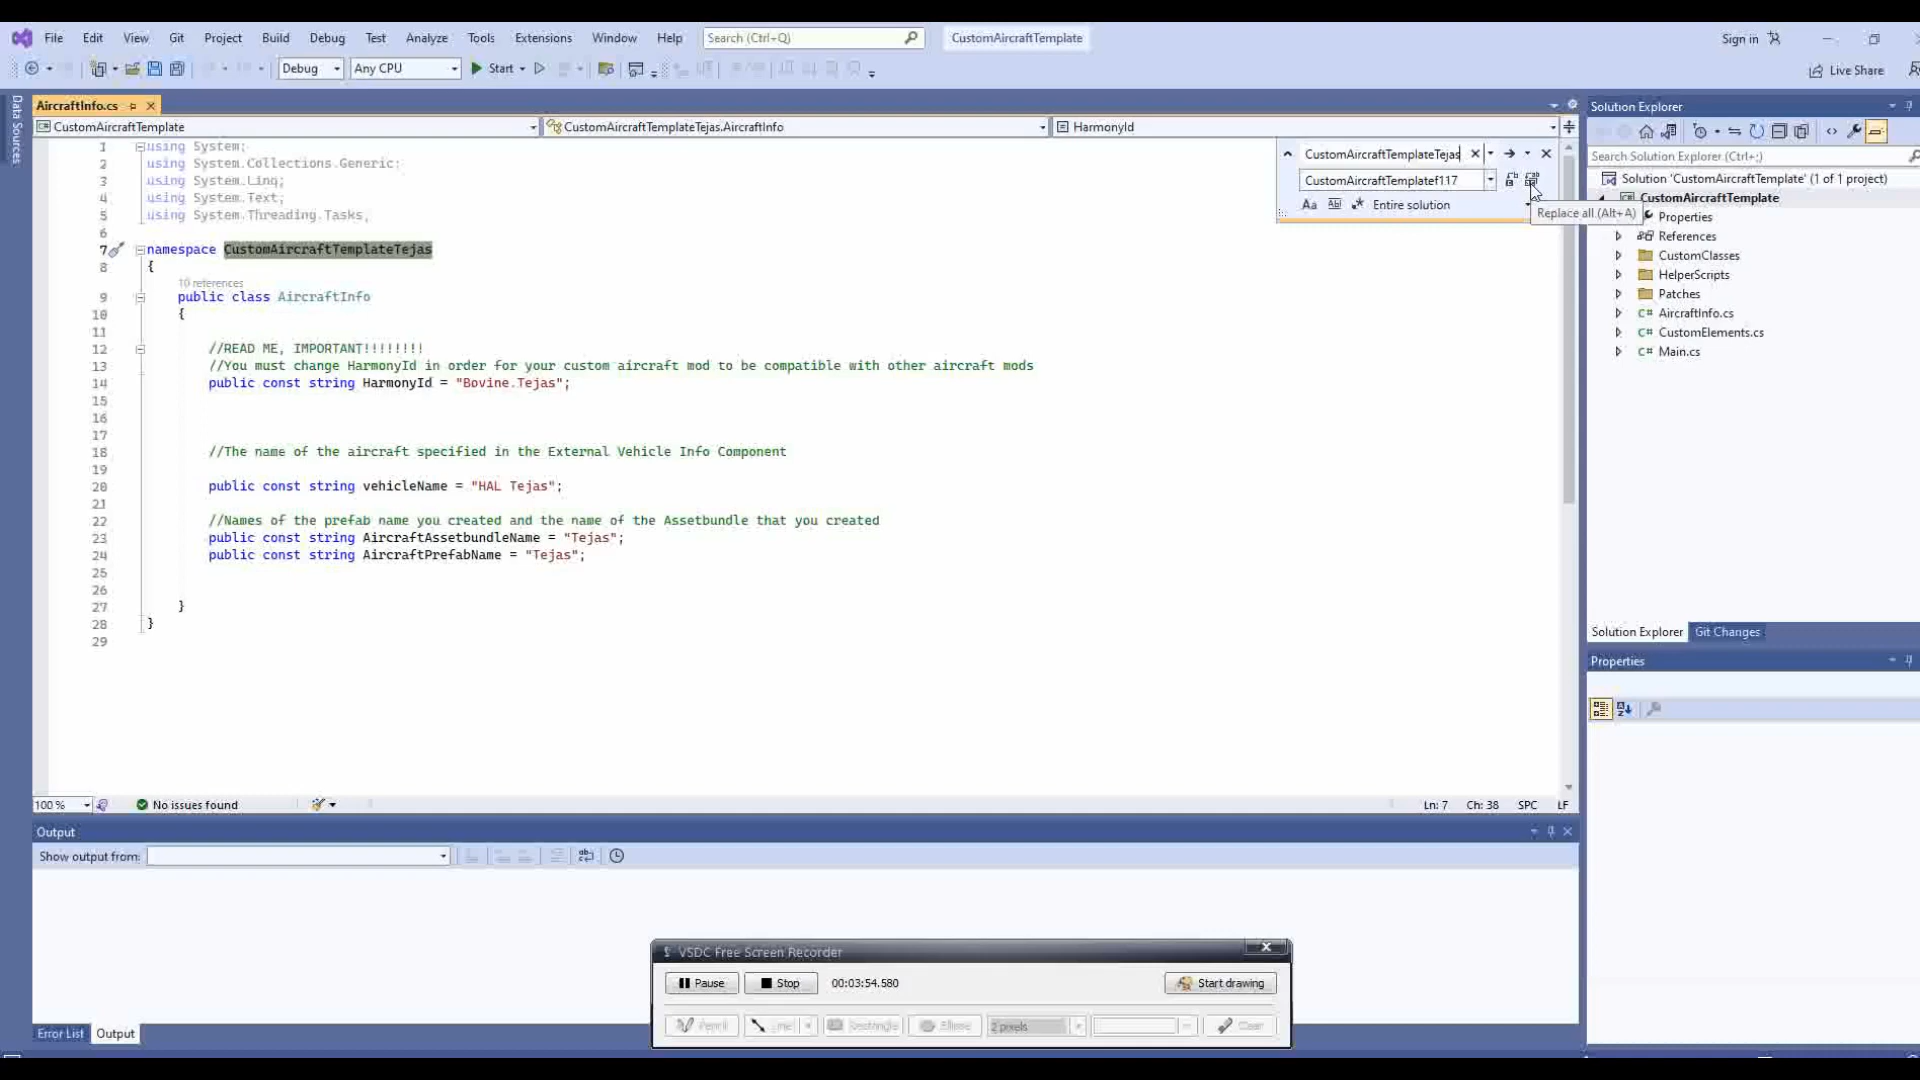 File Edit View Git Project Build Debug Test Analyze Tools Extensions Window Help Search (Ctrl+Q) CustomAircraftTemplate Sign in
Debug Any CPU Start Live Share
Data Sources
AircraftInfo.cs
CustomAircraftTemplate CustomAircraftTemplateTejas.AircraftInfo HarmonyId
1 using System;
2 using System.Collections.Generic;
3 using System.Linq;
4 using System.Text;
5 using System.Threading.Tasks;
6
7 namespace CustomAircraftTemplateTejas
8 {
10 references
9 public class AircraftInfo
10 {
11
12 //READ ME, IMPORTANT!!!!!!!!
13 //You must change HarmonyId in order for your custom aircraft mod to be compatible with other aircraft mods
14 public const string HarmonyId = "Bovine.Tejas";
15
16
17
18 //The name of the aircraft specified in the External Vehicle Info Component
19
20 public const string vehicleName = "HAL Tejas";
21
22 //Names of the prefab name you created and the name of the Assetbundle that you created
23 public const string AircraftAssetbundleName = "Tejas";
24 public const string AircraftPrefabName = "Tejas";
25
26
27 }
28 }
29
CustomAircraftTemplateTejas
CustomAircraftTemplatef117
Aa Entire solution
Replace all (Alt+A)
Solution Explorer
Search Solution Explorer (Ctrl+;)
Solution 'CustomAircraftTemplate' (1 of 1 project)
CustomAircraftTemplate
Properties
References
CustomClasses
HelperScripts
Patches
C# AircraftInfo.cs
C# CustomElements.cs
C# Main.cs
Solution Explorer Git Changes
Properties
100 % No issues found Ln: 7 Ch: 38 SPC LF
Output
Show output from:
VSDC Free Screen Recorder
Pause Stop 00:03:54.580 Start drawing
Pencil Line Rectangle Ellipse 2 pixels Clear
Error List Output